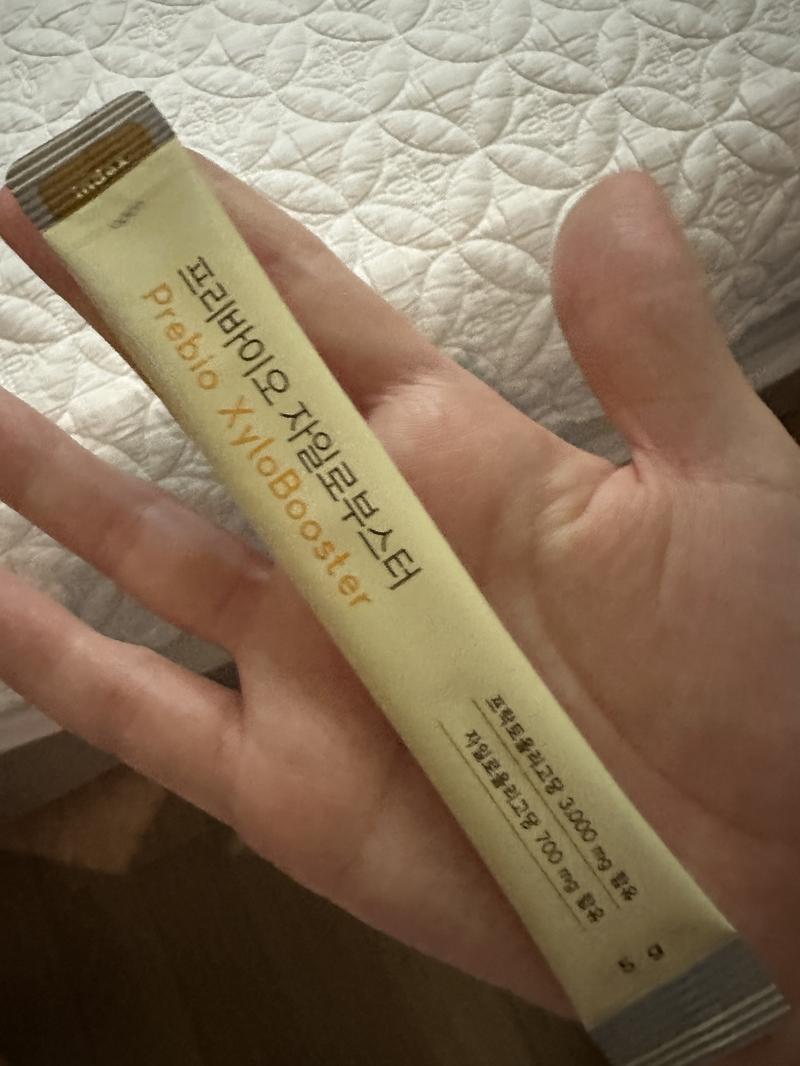 index
프리바이오 자일로부스터
Prebio XyloBooster
프락토올리고당 3,000 mg 함유
자일로올리고당 700 mg 함유